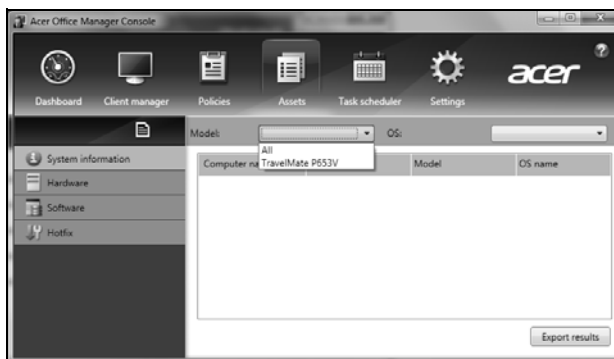 Acer Office Manager Console
Dashboard Client manager Policies Assets Task scheduler Settings acer
Model: OS:
All
TravelMate P653V
Computer na Model OS name
System information
Hardware
Software
Hotfix
Export results